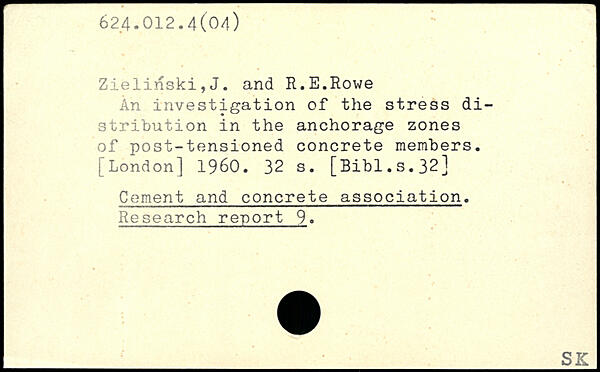 624.012.4(04)
Zieliński,J. and R.E.Rowe
An investigation of the stress di-
stribution in the anchorage zones
of post-tensioned concrete members.
[London] 1960. 32 s. [Bibl.s.32]
Cement and concrete association.
Research report 9.
SK